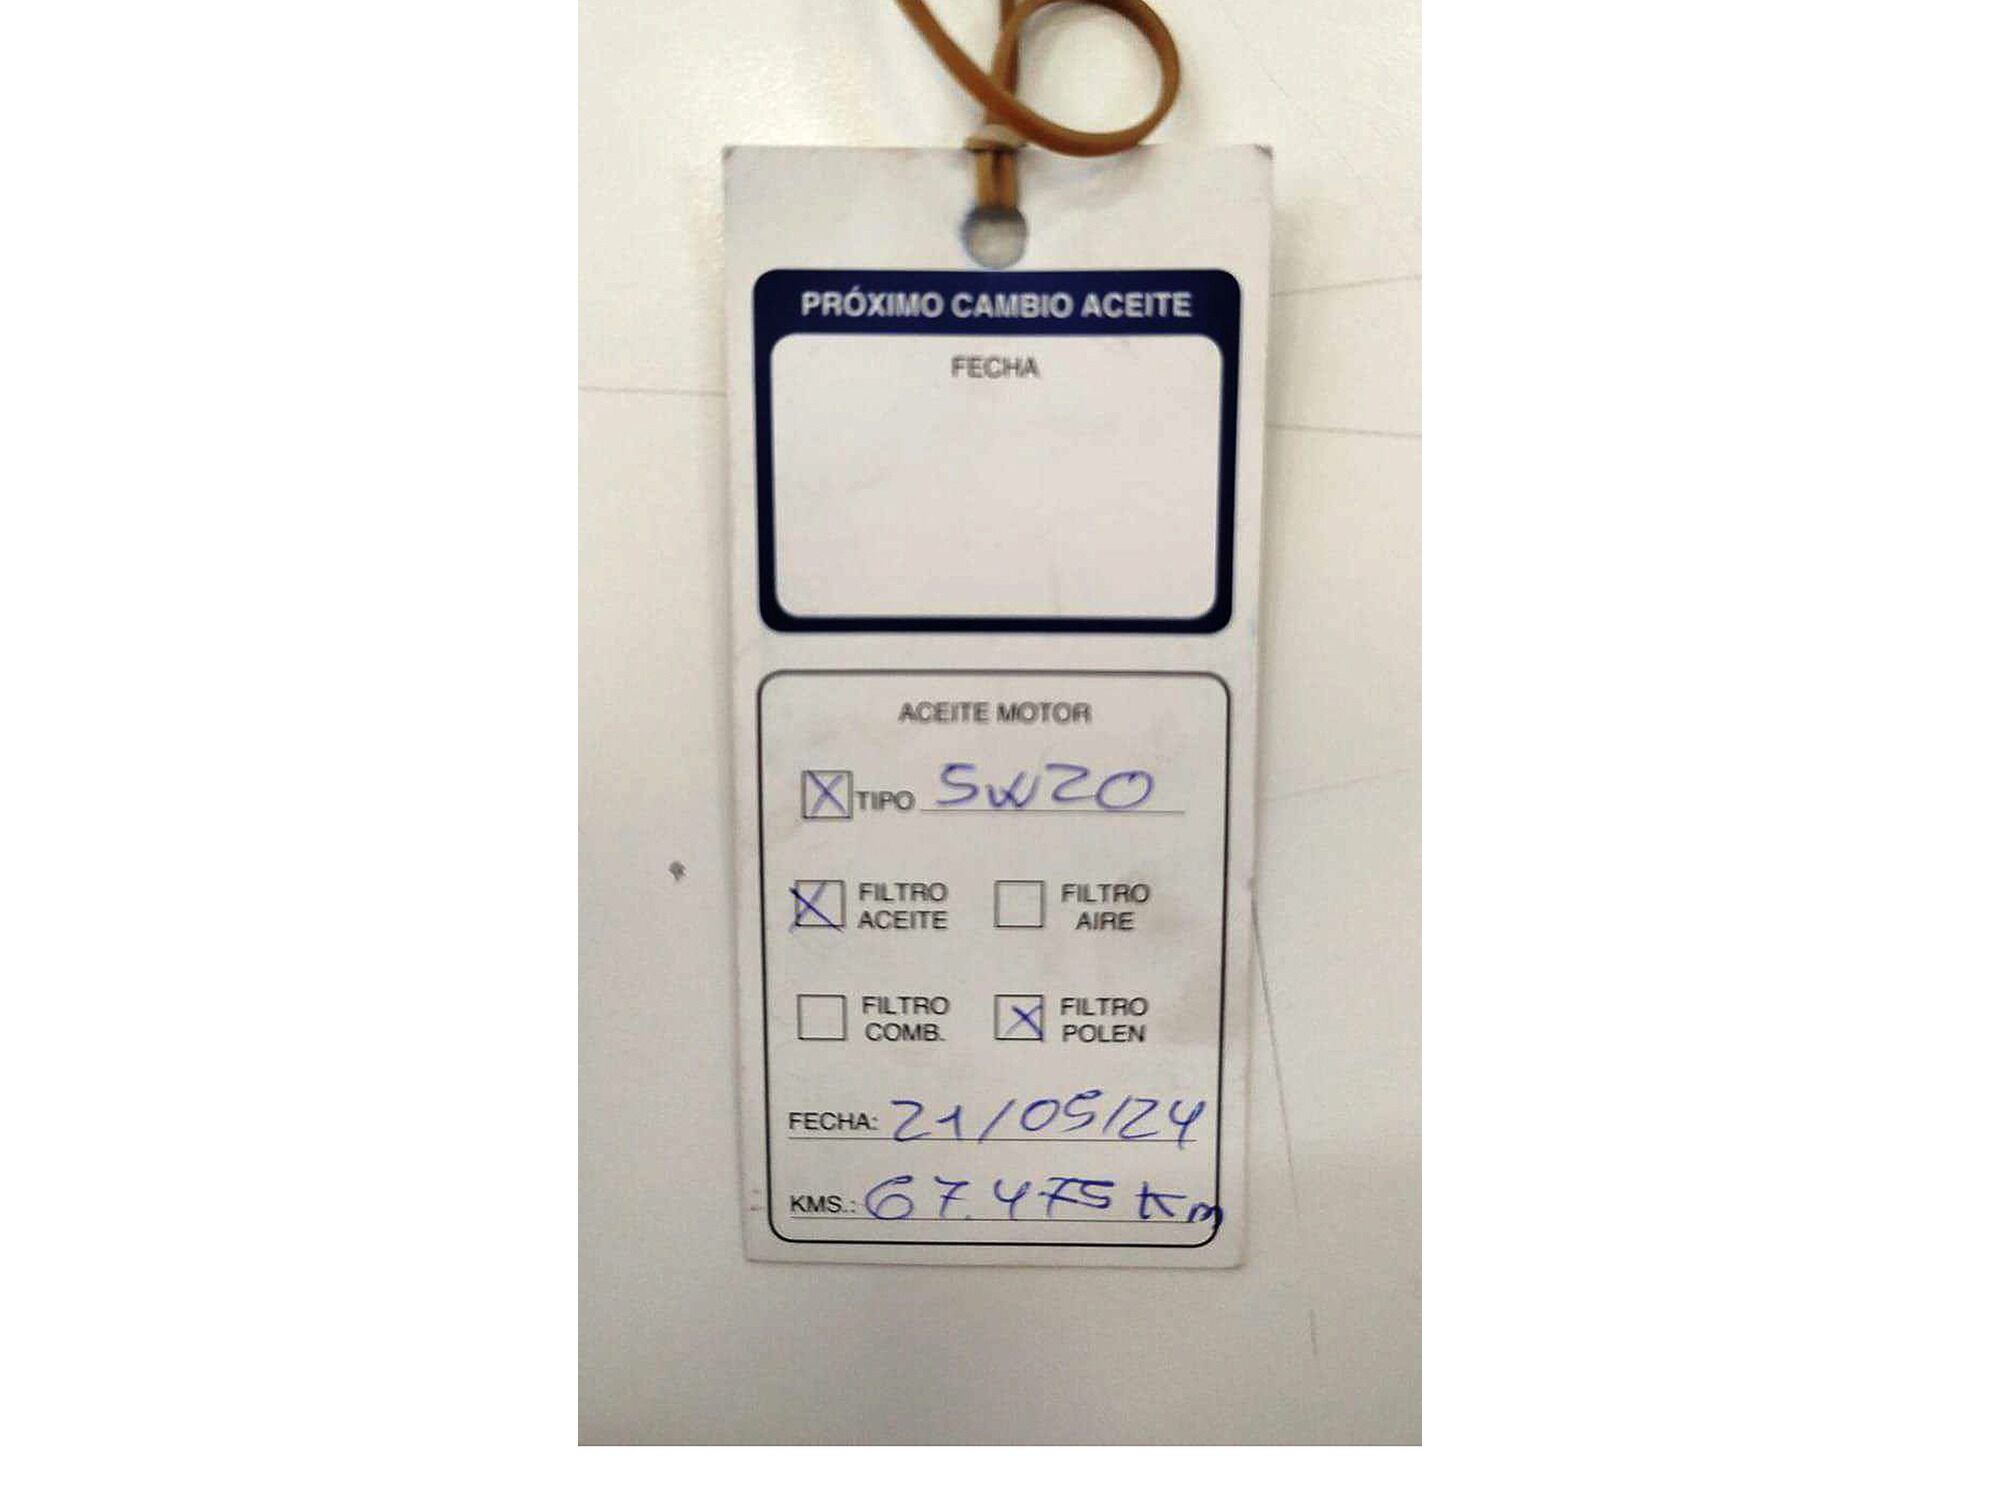 PRÓXIMO CAMBIO ACEITE
FECHA
ACEITE MOTOR
TIPO 5W20
FILTRO ACEITE
FILTRO AIRE
FILTRO COMB.
FILTRO POLEN
FECHA: 21/05/24
KMS.: 67.475 Km